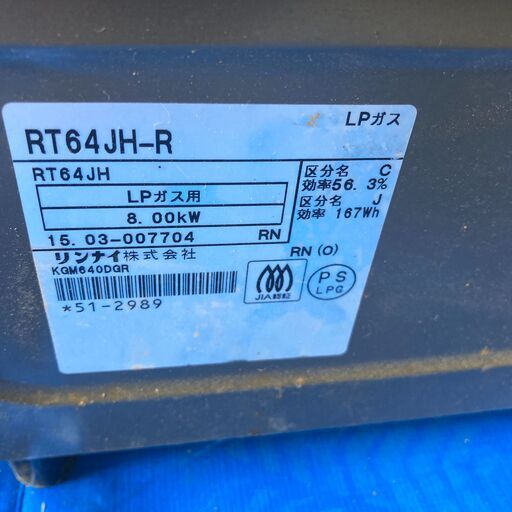 LPガス
RT64JH-R
RT64JH
LPガス用
8.00kW
15.03-007704 RN
区分名 C
効率56.3%
区分名 J
効率 167Wh
リンナイ株式会社
RN (0)
KGM640DGR
*51-2989
JIA認証
PS
LPG